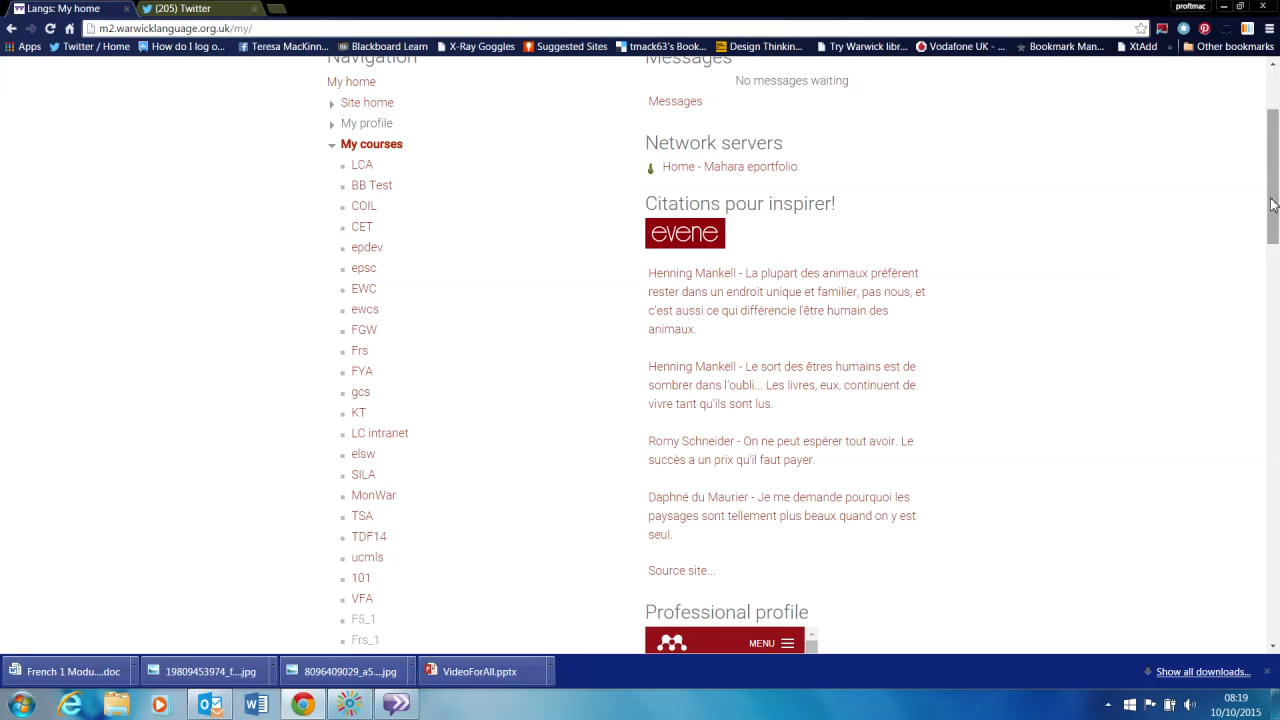 Langs: My home
(205) Twitter
proftmac
m2.warwicklanguage.org.uk/my/
Apps
Twitter / Home
How do I log o...
Teresa MacKinn...
Blackboard Learn
X-Ray Goggles
Suggested Sites
tmack63's Book...
Design Thinkin...
Try Warwick libr...
Vodafone UK - ...
Bookmark Man...
XtAdd
»
Other bookmarks
Navigation
My home
Site home
My profile
My courses
LCA
BB Test
COIL
CET
epdev
epsc
EWC
ewcs
FGW
Frs
FYA
gcs
KT
LC intranet
elsw
SILA
MonWar
TSA
TDF14
ucmls
101
VFA
F5_1
Frs_1
Messages
No messages waiting
Messages
Network servers
Home - Mahara eportfolio
Citations pour inspirer!
evene
Henning Mankell - La plupart des animaux préfèrent
rester dans un endroit unique et familier, pas nous, et
c'est aussi ce qui différencie l'être humain des
animaux.
Henning Mankell - Le sort des êtres humains est de
sombrer dans l'oubli... Les livres, eux, continuent de
vivre tant qu'ils sont lus.
Romy Schneider - On ne peut espérer tout avoir. Le
succès a un prix qu'il faut payer.
Daphné du Maurier - Je me demande pourquoi les
paysages sont tellement plus beaux quand on y est
seul.
Source site...
Professional profile
MENU
French 1 Modu....doc
19809453974_f...jpg
8096409029_a5....jpg
VideoForAll.pptx
Show all downloads...
08:19
10/10/2015